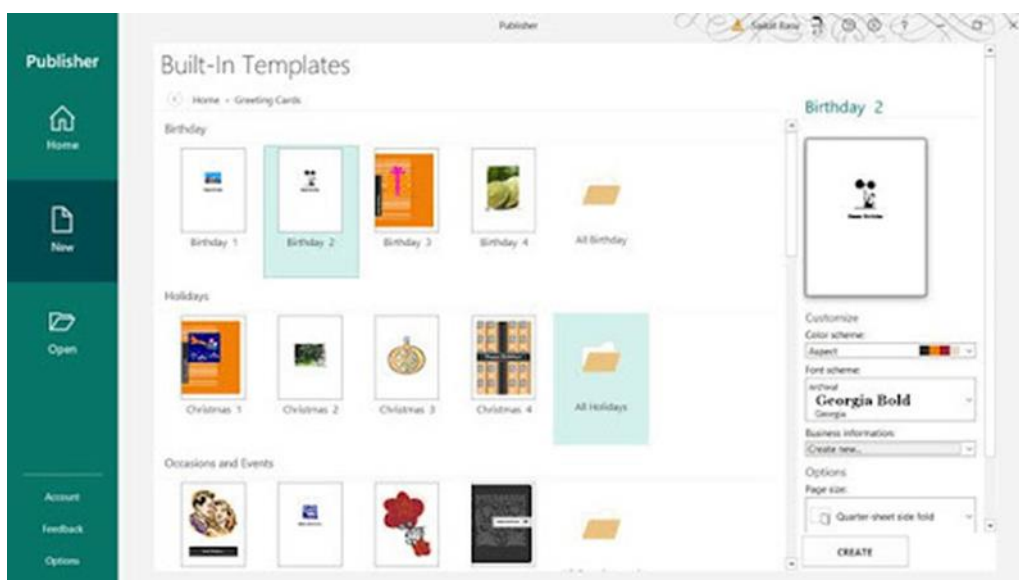 Publisher
Publisher
Home
New
Open
Account
Feedback
Options
Built-In Templates
Home
Greeting Cards
Birthday
Birthday 1
Birthday 2
Birthday 3
Birthday 4
All Birthday
Holidays
Christmas 1
Christmas 2
Christmas 3
Christmas 4
All Holidays
Occasions and Events
Birthday 2
Customize
Color scheme:
Aspect
Font scheme:
Archival
Georgia Bold
Georgia
Business information:
Create new...
Options
Page size:
Quarter-sheet side fold
CREATE